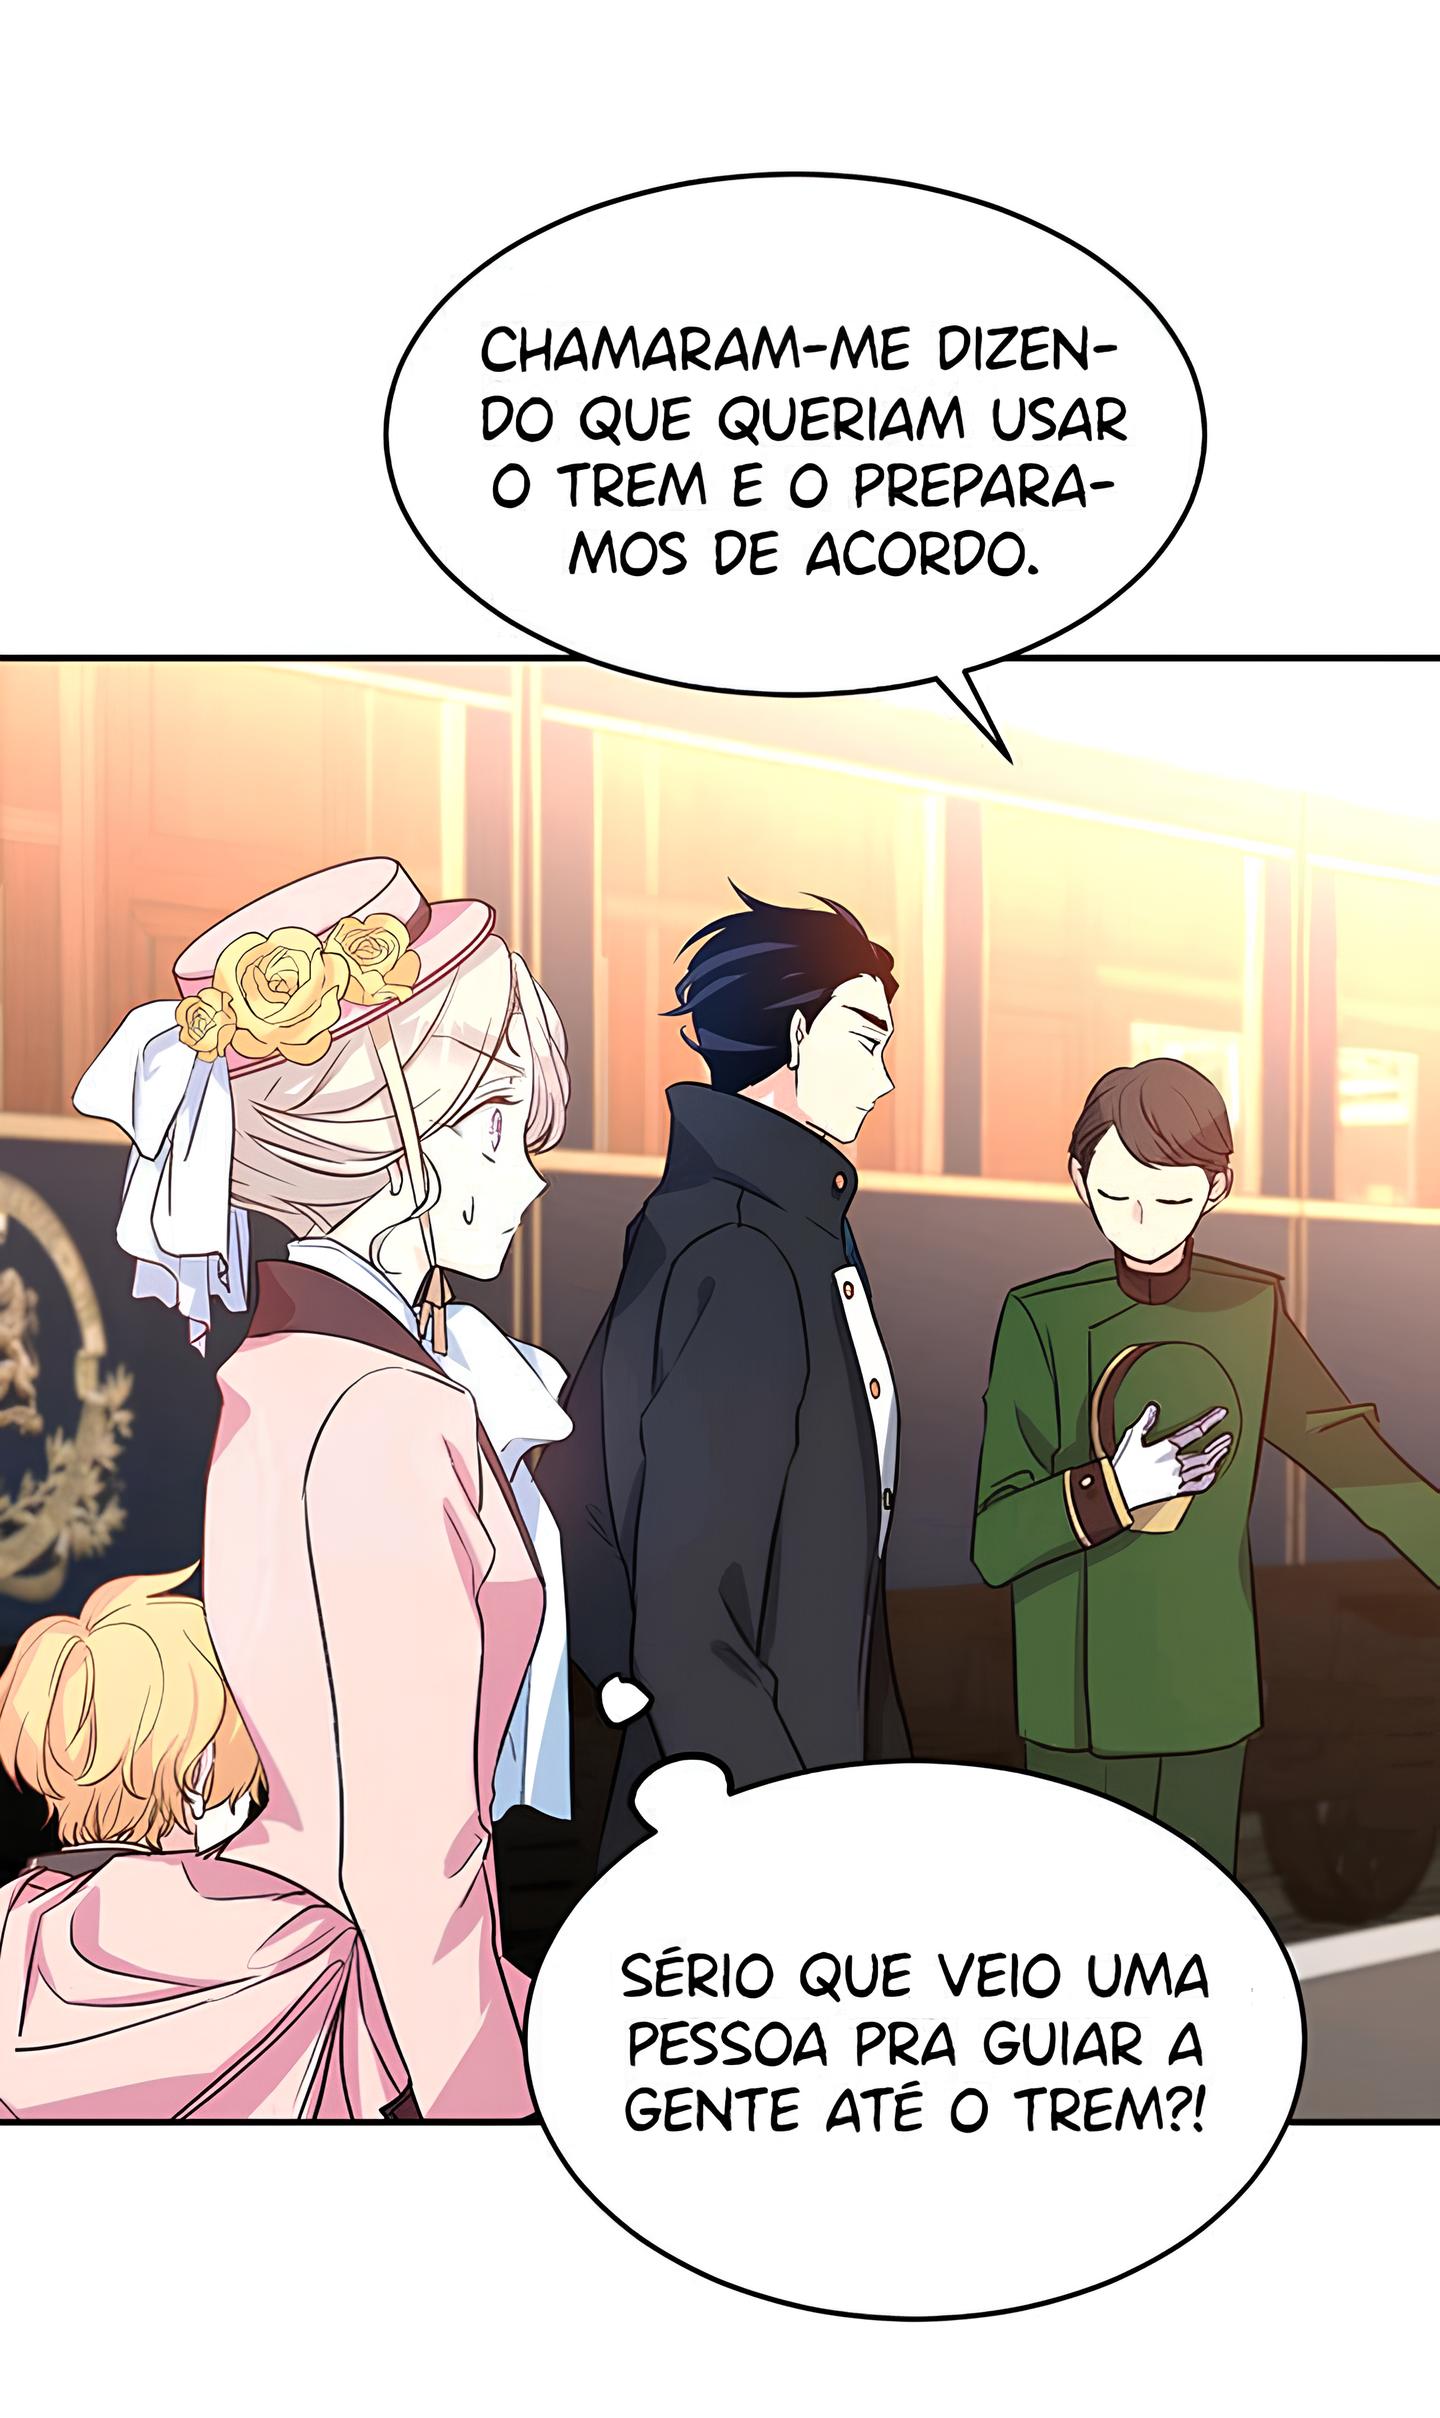 CHAMARAM-ME DIZEN-
DO QUE QUERIAM USAR
O TREM E O PREPARA-
MOS DE ACORDO.
SÉRIO QUE VEIO UMA
PESSOA PRA GUIAR A
GENTE ATÉ O TREM?!